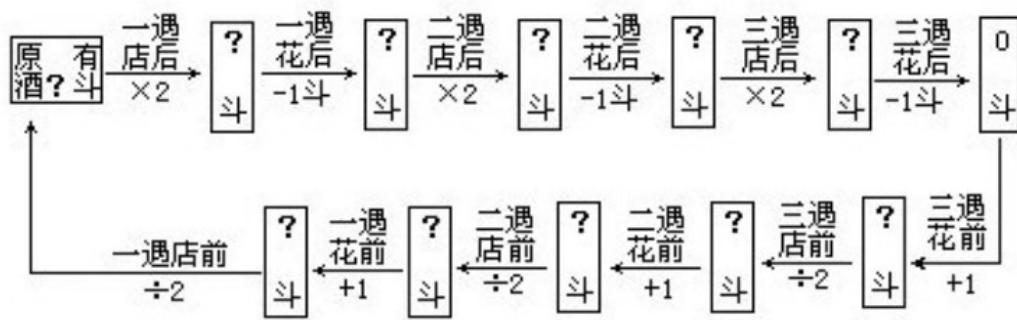 原 有
酒? 斗
一遇
店后
×2
?
斗
一遇
花后
-1斗
?
斗
二遇
店后
×2
?
斗
二遇
花后
-1斗
?
斗
三遇
店后
×2
?
斗
三遇
花后
-1斗
0
斗
一遇店前
÷2
?
斗
一遇
花前
+1
?
斗
二遇
店前
÷2
?
斗
二遇
花前
+1
?
斗
三遇
店前
÷2
?
斗
三遇
花前
+1